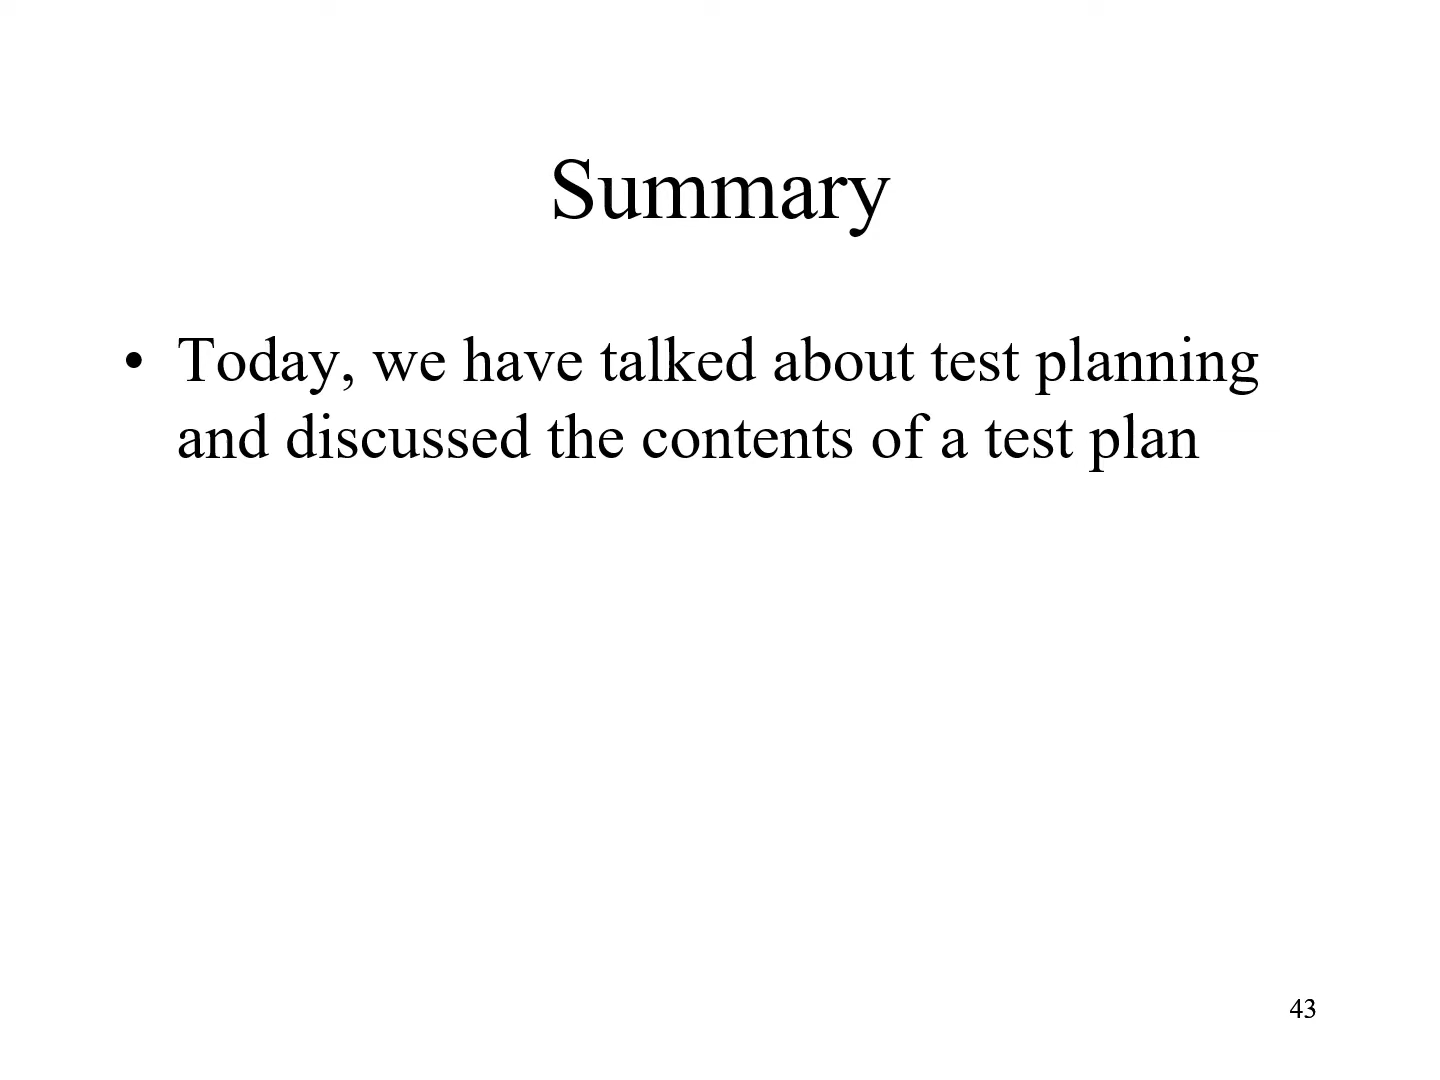 Summary
• Today, we have talked about test planning
and discussed the contents of a test plan
43